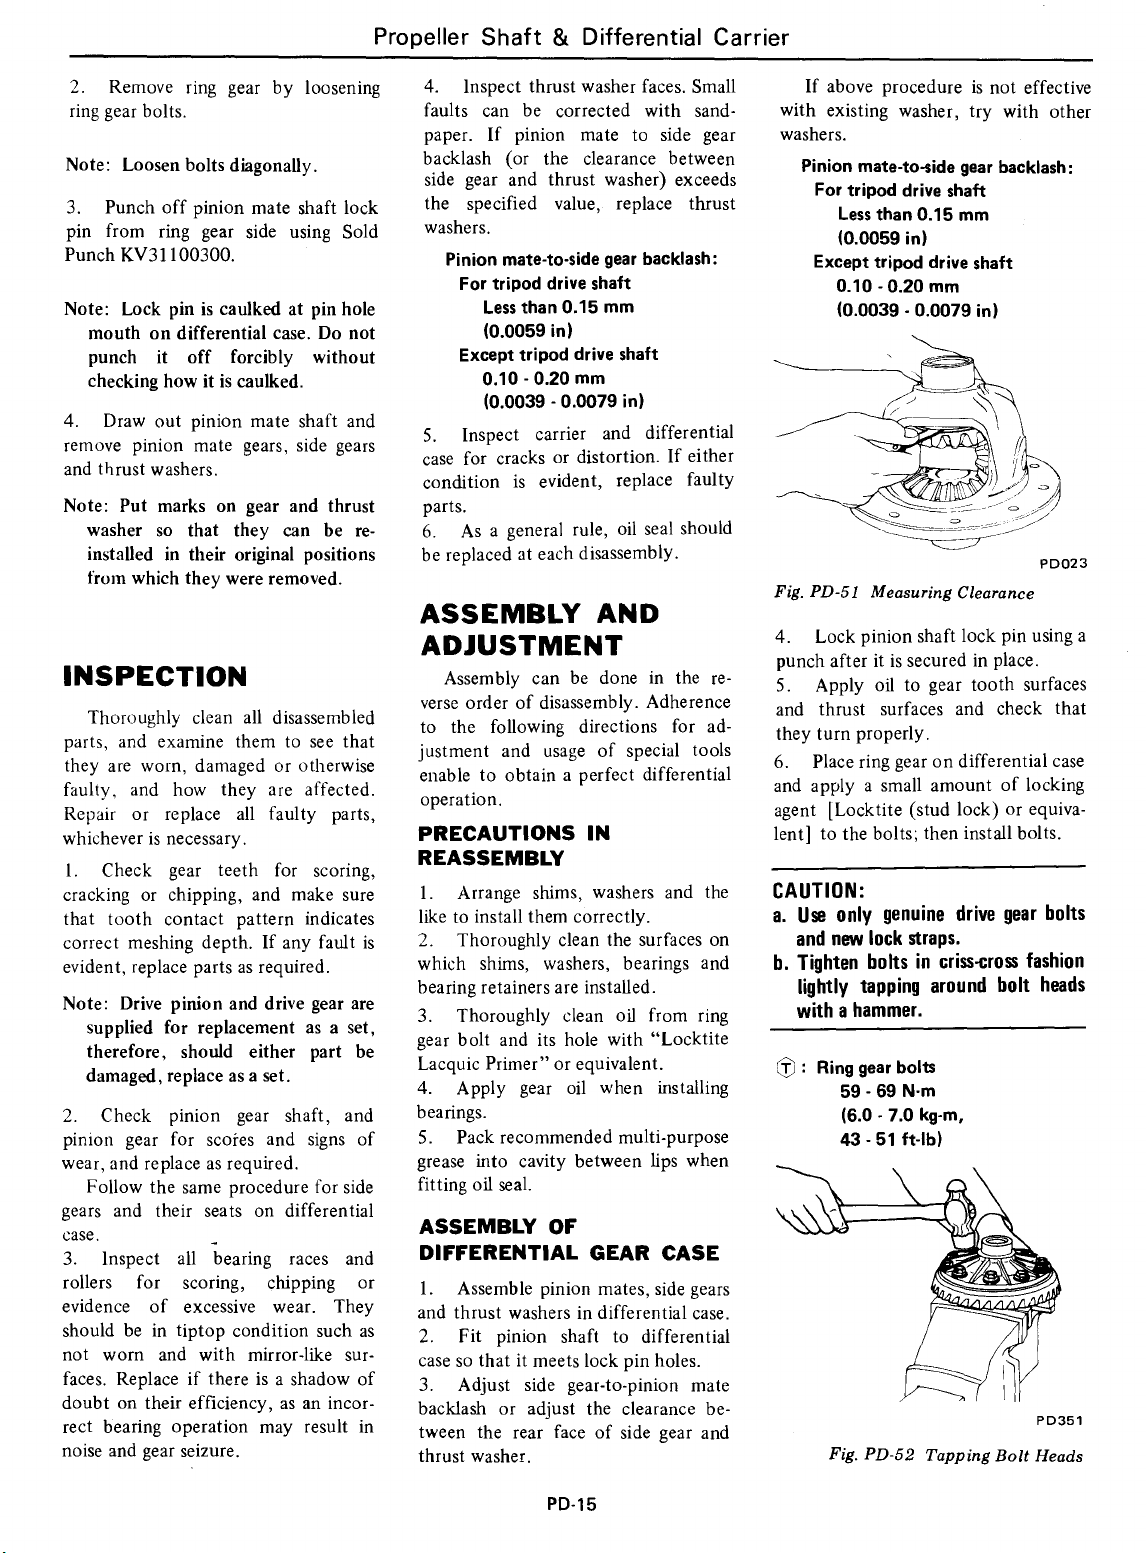 Propeller Shaft & Differential Carrier
2. Remove ring gear by loosening
ring gear bolts.
Note: Loosen bolts diagonally.
3. Punch off pinion mate shaft lock
pin from ring gear side using Sold
Punch KV31100300.
Note: Lock pin is caulked at pin hole
mouth on differential case. Do not
punch it off forcibly without
checking how it is caulked.
4. Draw out pinion mate shaft and
remove pinion mate gears, side gears
and thrust washers.
Note: Put marks on gear and thrust
washer so that they can be re-
installed in their original positions
from which they were removed.
INSPECTION
Thoroughly clean all disassembled
parts, and examine them to see that
they are worn, damaged or otherwise
faulty, and how they are affected.
Repair or replace all faulty parts,
whichever is necessary.
1. Check gear teeth for scoring,
cracking or chipping, and make sure
that tooth contact pattern indicates
correct meshing depth. If any fault is
evident, replace parts as required.
Note: Drive pinion and drive gear are
supplied for replacement as a set,
therefore, should either part be
damaged, replace as a set.
2. Check pinion gear shaft, and
pinion gear for scores and signs of
wear, and replace as required.
Follow the same procedure for side
gears and their seats on differential
case.
3. Inspect all bearing races and
rollers for scoring, chipping or
evidence of excessive wear. They
should be in tiptop condition such as
not worn and with mirror-like sur-
faces. Replace if there is a shadow of
doubt on their efficiency, as an incor-
rect bearing operation may result in
noise and gear seizure.
4. Inspect thrust washer faces. Small
faults can be corrected with sand-
paper. If pinion mate to side gear
backlash (or the clearance between
side gear and thrust washer) exceeds
the specified value, replace thrust
washers.
Pinion mate-to-side gear backlash:
For tripod drive shaft
Less than 0.15 mm
(0.0059 in)
Except tripod drive shaft
0.10 - 0.20 mm
(0.0039 - 0.0079 in)
5. Inspect carrier and differential
case for cracks or distortion. If either
condition is evident, replace faulty
parts.
6. As a general rule, oil seal should
be replaced at each disassembly.
ASSEMBLY AND
ADJUSTMENT
Assembly can be done in the re-
verse order of disassembly. Adherence
to the following directions for ad-
justment and usage of special tools
enable to obtain a perfect differential
operation.
PRECAUTIONS IN
REASSEMBLY
1. Arrange shims, washers and the
like to install them correctly.
2. Thoroughly clean the surfaces on
which shims, washers, bearings and
bearing retainers are installed.
3. Thoroughly clean oil from ring
gear bolt and its hole with "Locktite
Lacquic Primer" or equivalent.
4. Apply gear oil when installing
bearings.
5. Pack recommended multi-purpose
grease into cavity between lips when
fitting oil seal.
ASSEMBLY OF
DIFFERENTIAL GEAR CASE
1. Assemble pinion mates, side gears
and thrust washers in differential case.
2. Fit pinion shaft to differential
case so that it meets lock pin holes.
3. Adjust side gear-to-pinion mate
backlash or adjust the clearance be-
tween the rear face of side gear and
thrust washer.
If above procedure is not effective
with existing washer, try with other
washers.
Pinion mate-to-side gear backlash:
For tripod drive shaft
Less than 0.15 mm
(0.0059 in)
Except tripod drive shaft
0.10 - 0.20 mm
(0.0039 - 0.0079 in)
PD023
Fig. PD-51 Measuring Clearance
4. Lock pinion shaft lock pin using a
punch after it is secured in place.
5. Apply oil to gear tooth surfaces
and thrust surfaces and check that
they turn properly.
6. Place ring gear on differential case
and apply a small amount of locking
agent [Locktite (stud lock) or equiva-
lent] to the bolts; then install bolts.
CAUTION:
a. Use only genuine drive gear bolts
and new lock straps.
b. Tighten bolts in criss-cross fashion
lightly tapping around bolt heads
with a hammer.
Ⓣ : Ring gear bolts
59 - 69 N·m
(6.0 - 7.0 kg-m,
43 - 51 ft-lb)
PD351
Fig. PD-52 Tapping Bolt Heads
PD-15